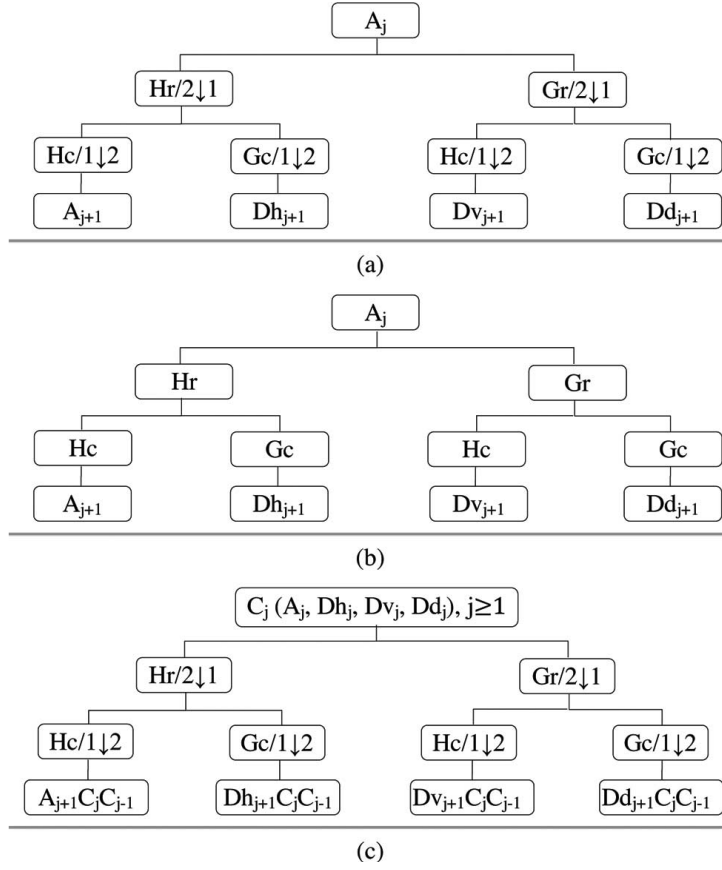 Aj
Hr/2↓1 Gr/2↓1
Hc/1↓2 Gc/1↓2 Hc/1↓2 Gc/1↓2
Aj+1 Dhj+1 Dvj+1 Ddj+1
(a)
Aj
Hr Gr
Hc Gc Hc Gc
Aj+1 Dhj+1 Dvj+1 Ddj+1
(b)
Cj (Aj, Dhj, Dvj, Ddj), j≥1
Hr/2↓1 Gr/2↓1
Hc/1↓2 Gc/1↓2 Hc/1↓2 Gc/1↓2
Aj+1CjCj-1 Dhj+1CjCj-1 Dvj+1CjCj-1 Ddj+1CjCj-1
(c)